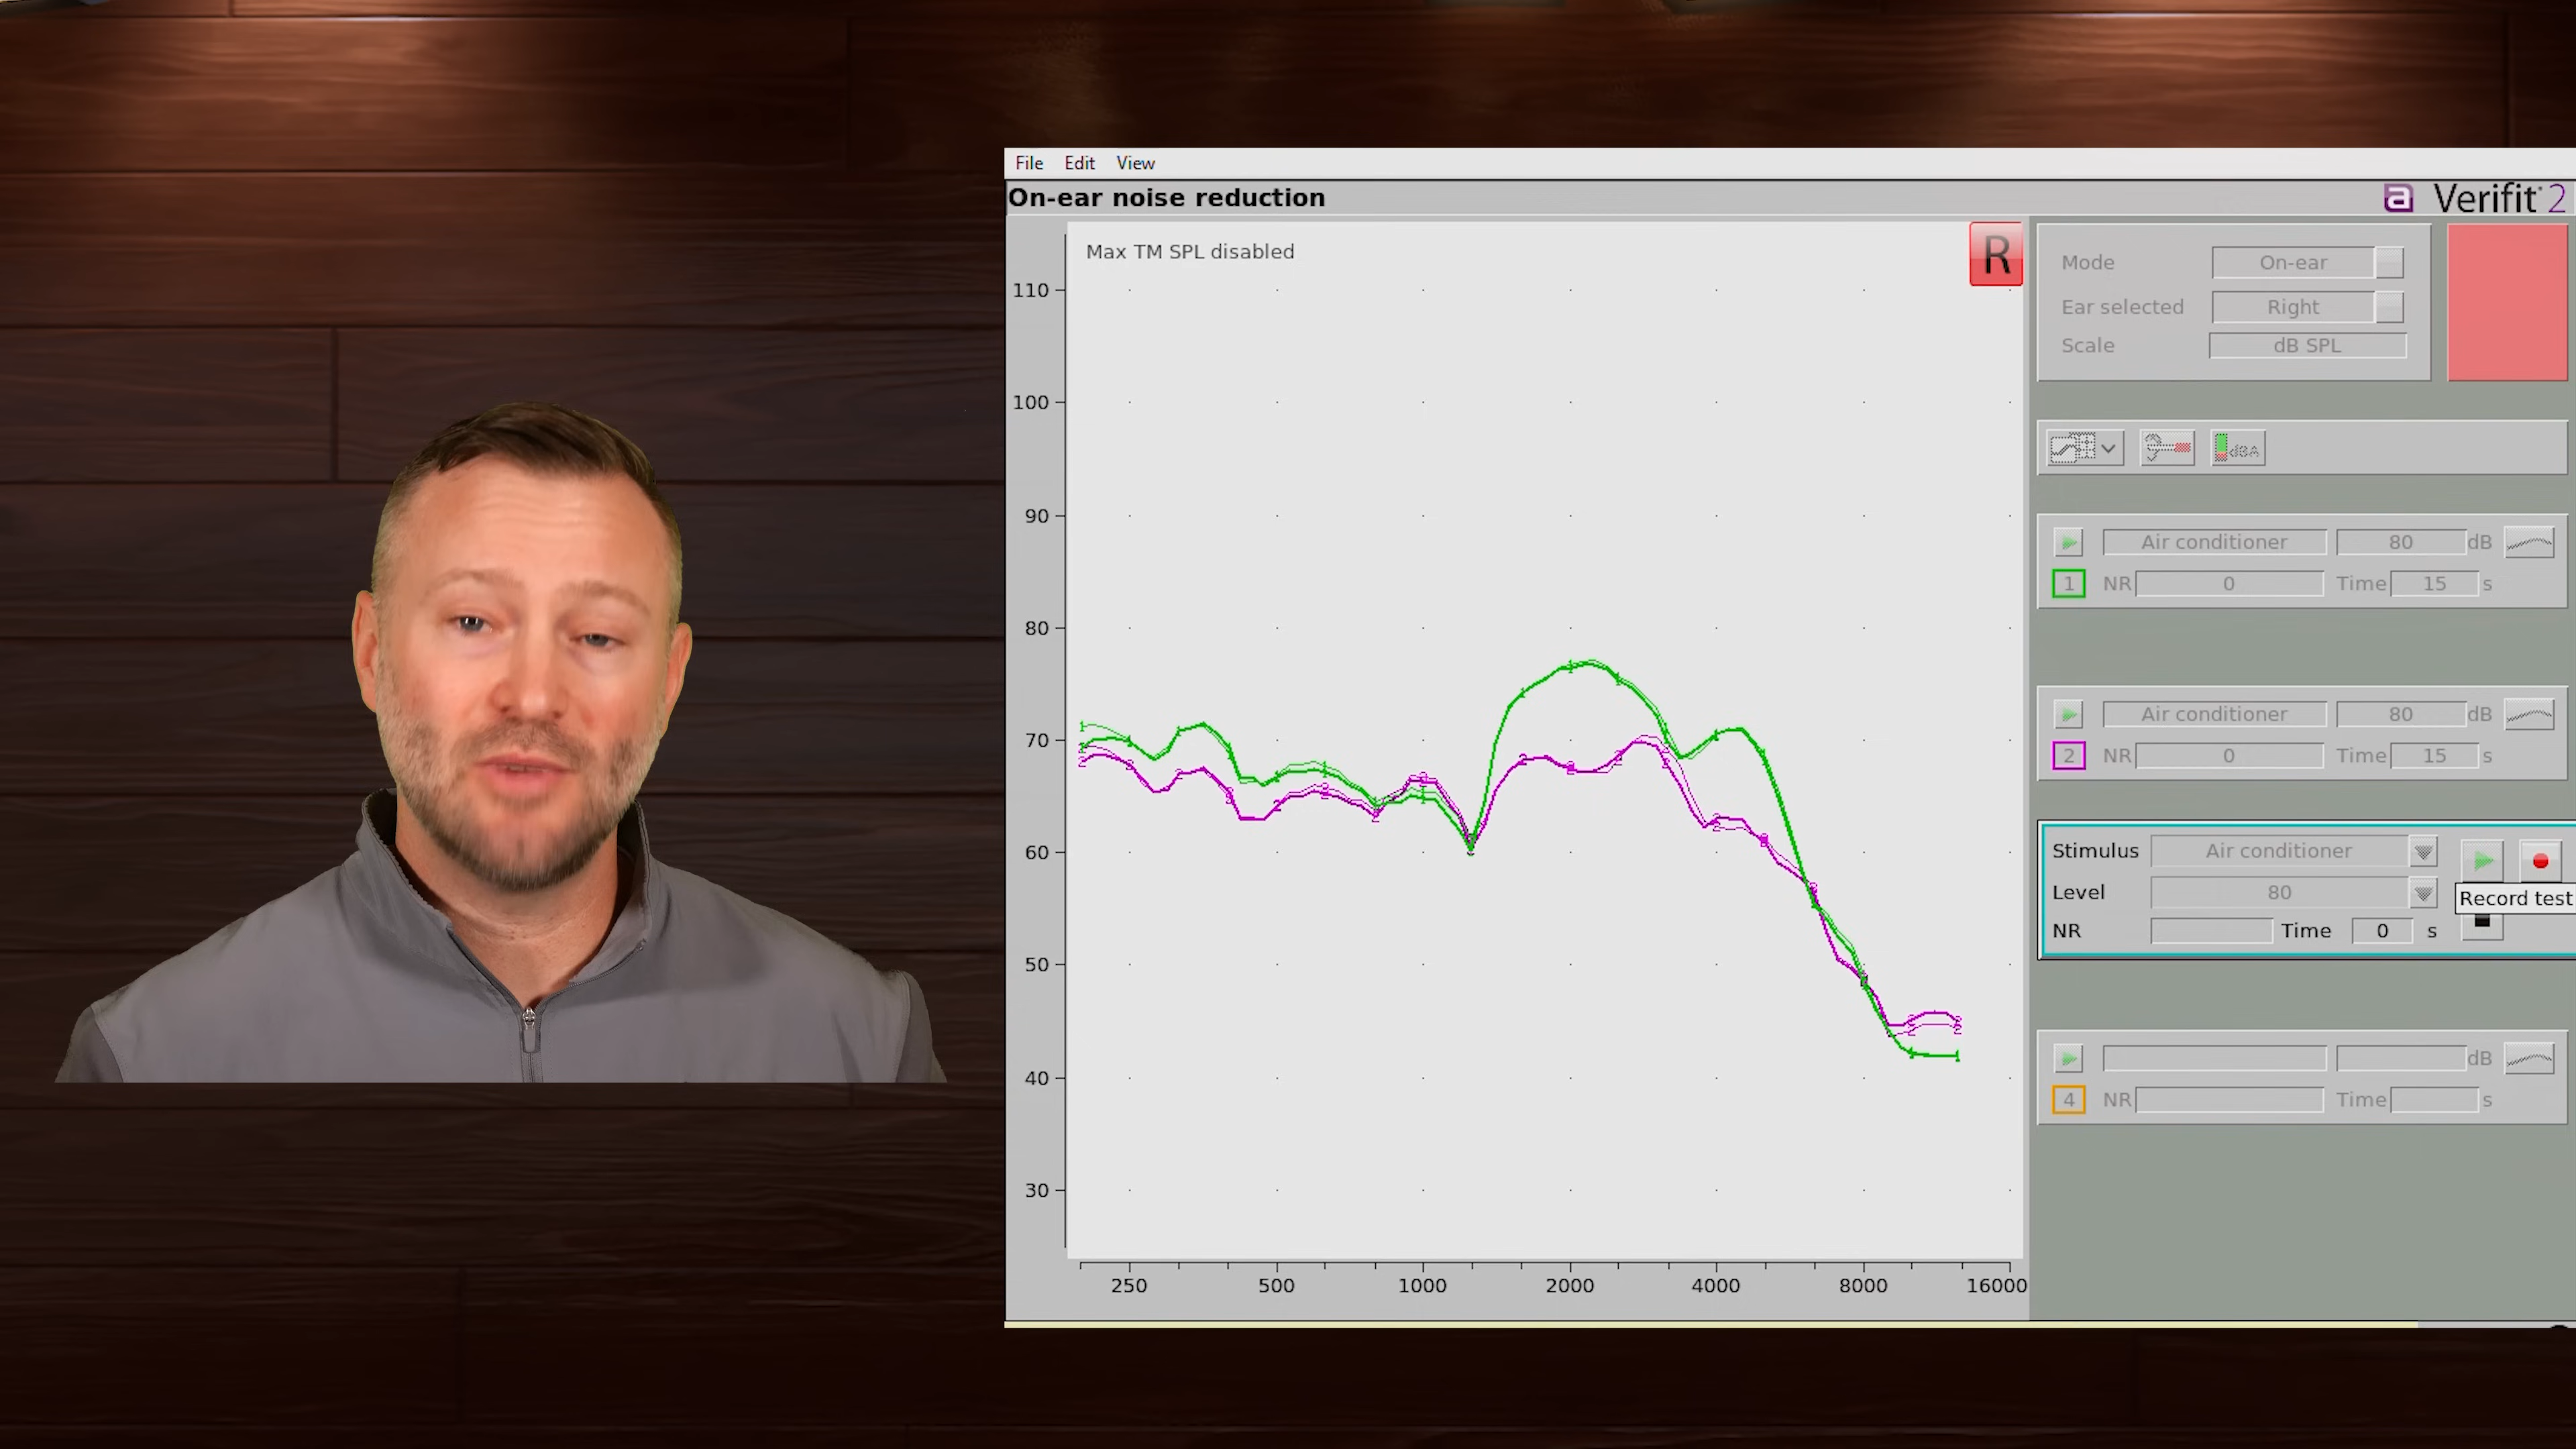 File Edit View
On-ear noise reduction
a Verifit 2
Max TM SPL disabled
R
110
100
90
80
70
60
50
40
30
250 500 1000 2000 4000 8000 16000
Mode On-ear
Ear selected Right
Scale dB SPL
dBA
Air conditioner 80 dB
1 NR 0 Time 15 s
Air conditioner 80 dB
2 NR 0 Time 15 s
Stimulus Air conditioner
Level 80
Record test
NR Time 0 s
dB
4 NR Time s